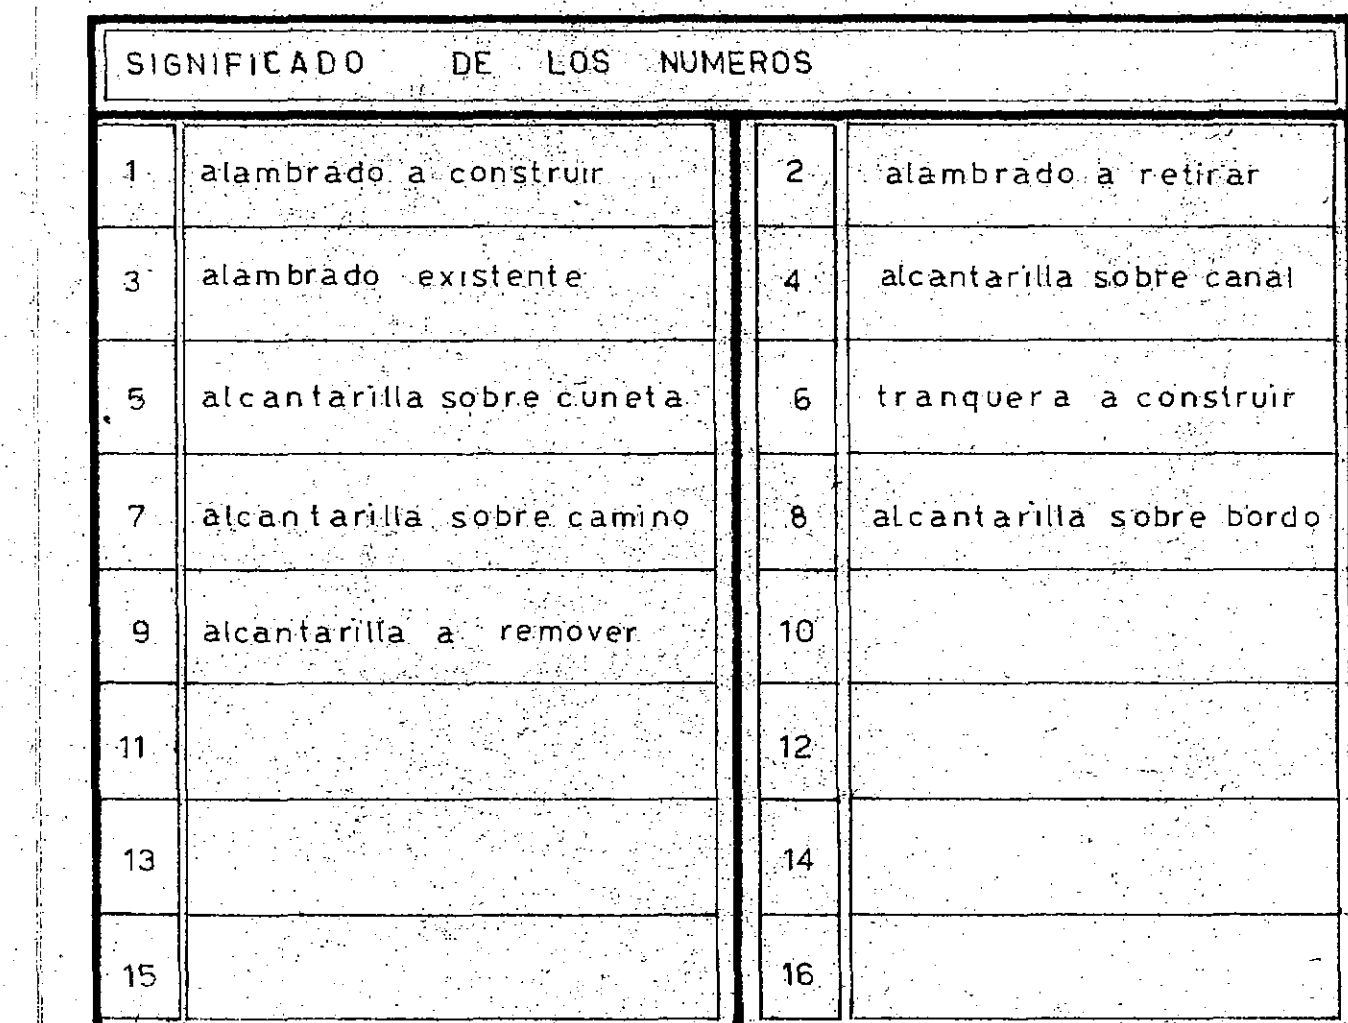 SIGNIFICADO DE LOS NUMEROS
1 alambrado a construir 2 alambrado a retirar
3 alambrado existente 4 alcantarilla sobre canal
5 alcantarilla sobre cuneta 6 tranquera a construir
7 alcantarilla sobre camino 8 alcantarilla sobre bordo
9 alcantarilla a remover 10
11 12
13 14
15 16